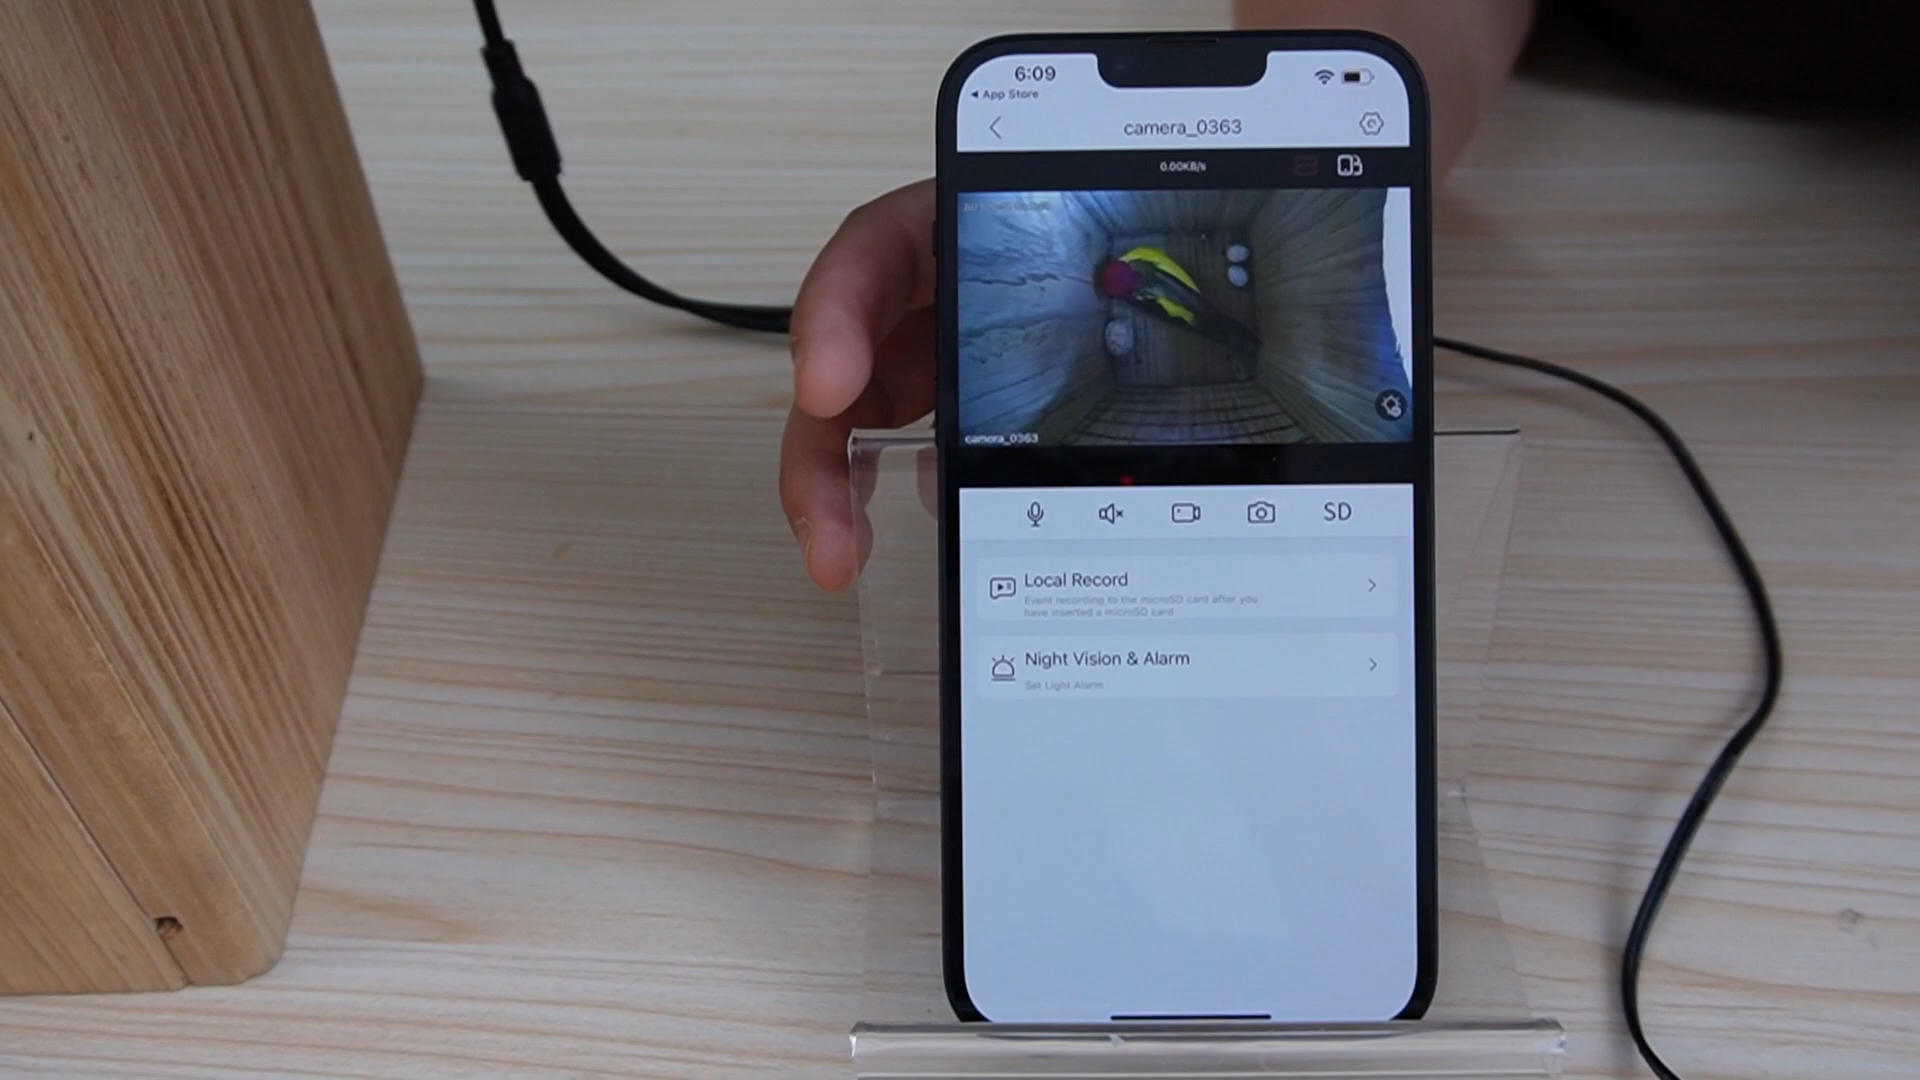 6:09
◂ App Store
camera_0363
0.00KB/s
camera_0363
SD
Local Record
Event recording to the microSD card after you
have inserted a microSD card
Night Vision & Alarm
Set Light Alarm